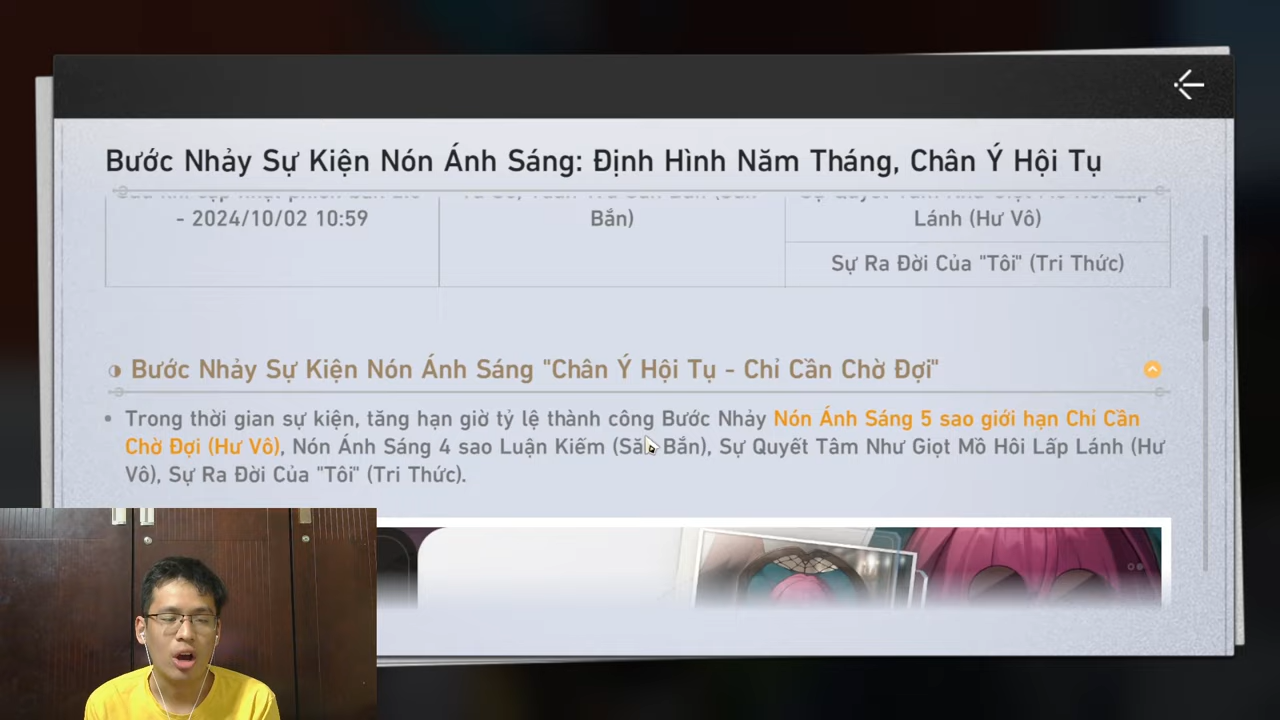 Bước Nhảy Sự Kiện Nón Ánh Sáng: Định Hình Năm Tháng, Chân Ý Hội Tụ
- 2024/10/02 10:59
Bắn)
Lánh (Hư Vô)
Sự Ra Đời Của "Tôi" (Tri Thức)
Bước Nhảy Sự Kiện Nón Ánh Sáng "Chân Ý Hội Tụ - Chỉ Cần Chờ Đợi"
• Trong thời gian sự kiện, tăng hạn giờ tỷ lệ thành công Bước Nhảy Nón Ánh Sáng 5 sao giới hạn Chỉ Cần
Chờ Đợi (Hư Vô), Nón Ánh Sáng 4 sao Luận Kiếm (Săn Bắn), Sự Quyết Tâm Như Giọt Mồ Hôi Lấp Lánh (Hư
Vô), Sự Ra Đời Của "Tôi" (Tri Thức).